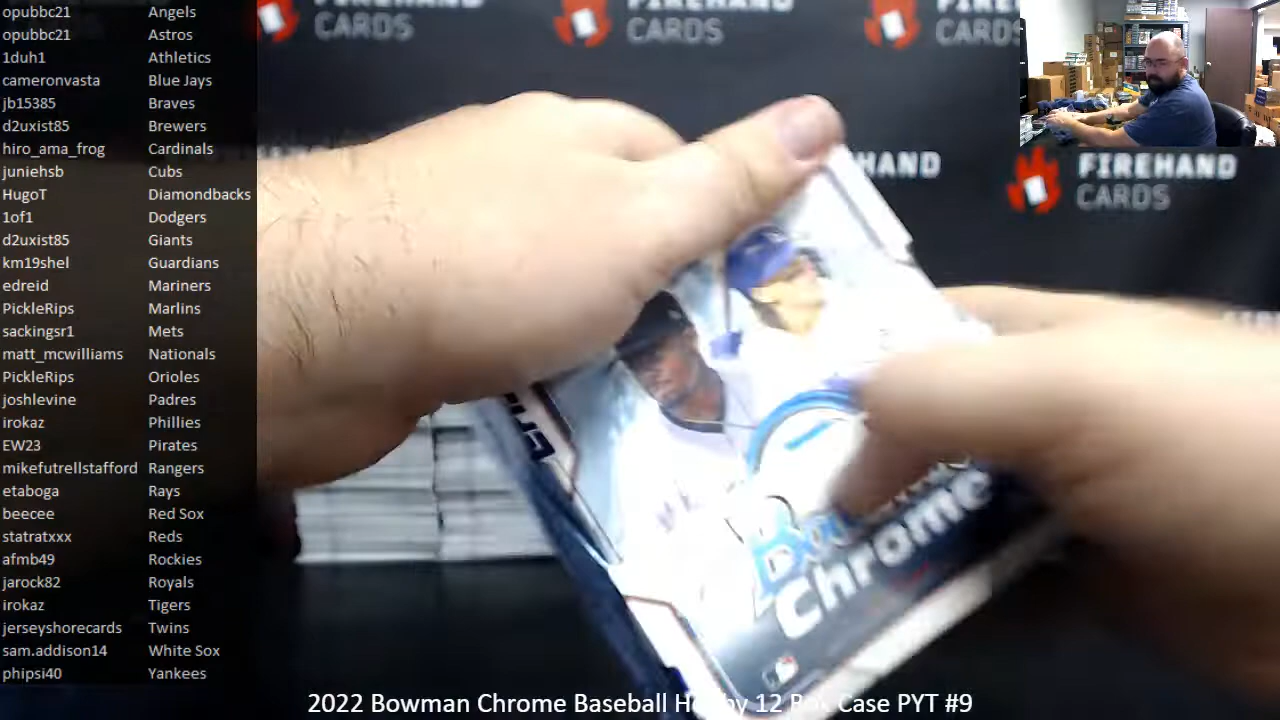 opubbc21 Angels
opubbc21 Astros
1duh1 Athletics
cameronvasta Blue Jays
jb15385 Braves
d2uxist85 Brewers
hiro_ama_frog Cardinals
juniehsb Cubs
HugoT Diamondbacks
1of1 Dodgers
d2uxist85 Giants
km19shel Guardians
edreid Mariners
PickleRips Marlins
sackingsr1 Mets
matt_mcwilliams Nationals
PickleRips Orioles
joshlevine Padres
irokaz Phillies
EW23 Pirates
mikefutrellstafford Rangers
etaboga Rays
beecee Red Sox
statratxxx Reds
afmb49 Rockies
jarock82 Royals
irokaz Tigers
jerseyshorecards Twins
sam.addison14 White Sox
phipsi40 Yankees
CARDS
CARDS
CARDS
FIREHAND
CARDS
Chrome
2022 Bowman Chrome Baseball 12 Case PYT #9